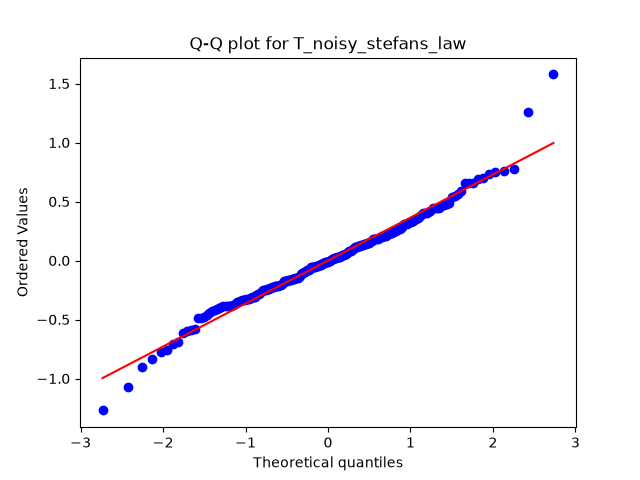 Q-Q plot for T_noisy_stefans_law
1.5
1.0
0.5
0.0
−0.5
−1.0
Ordered Values
−3 −2 −1 0 1 2 3
Theoretical quantiles